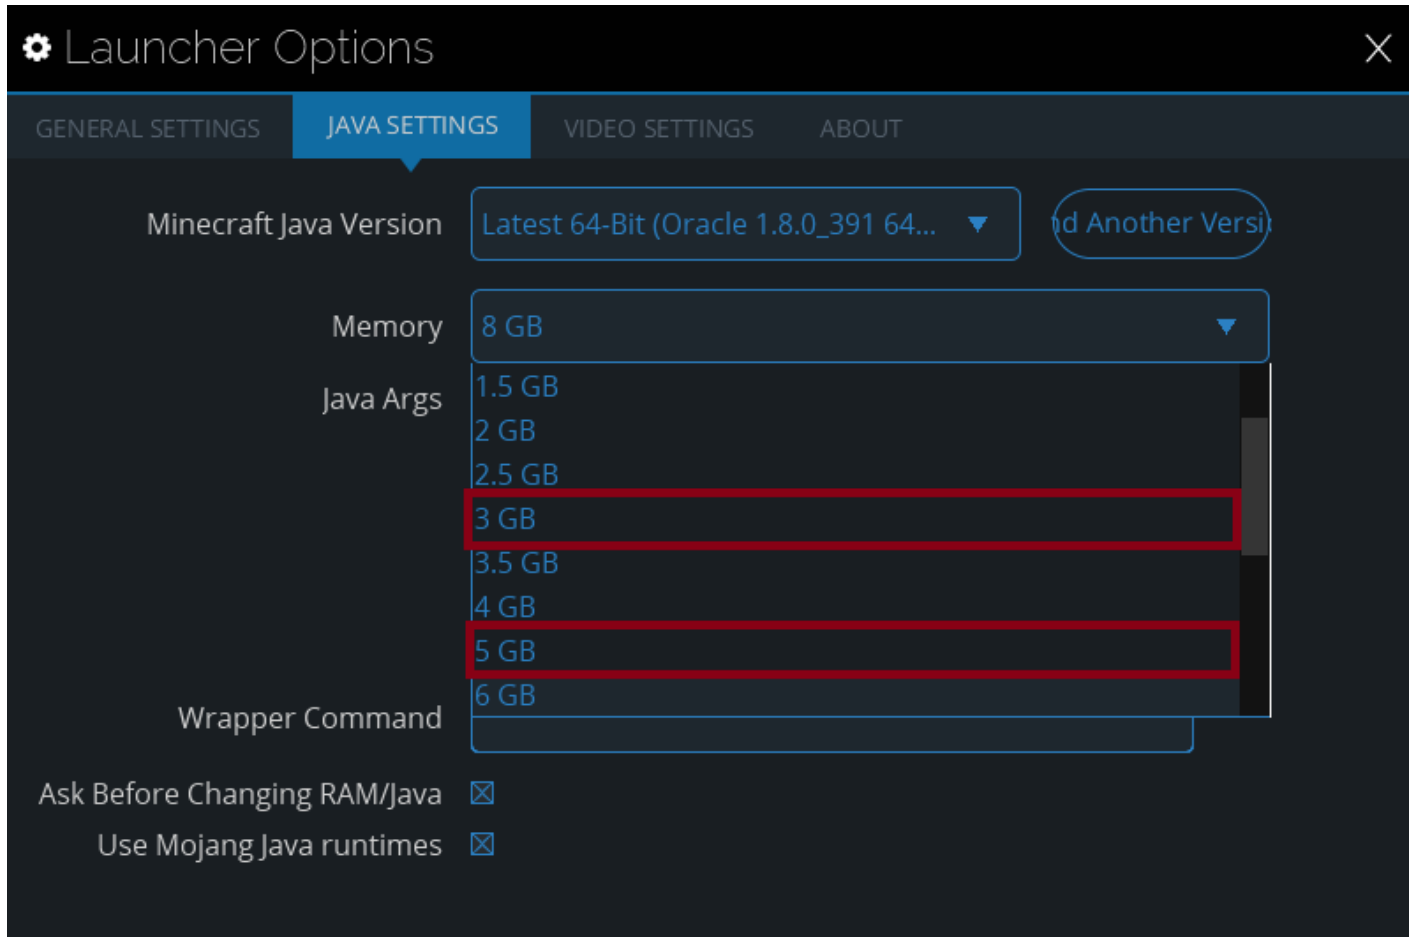 Launcher Options
GENERAL SETTINGS JAVA SETTINGS VIDEO SETTINGS ABOUT
Minecraft Java Version Latest 64-Bit (Oracle 1.8.0_391 64... Another
Memory 8 GB
Java Args
1.5 GB
2 GB
2.5 GB
3 GB
3.5 GB
4 GB
5 GB
6 GB
Wrapper Command
Ask Before Changing RAM/Java
Use Mojang Java runtimes